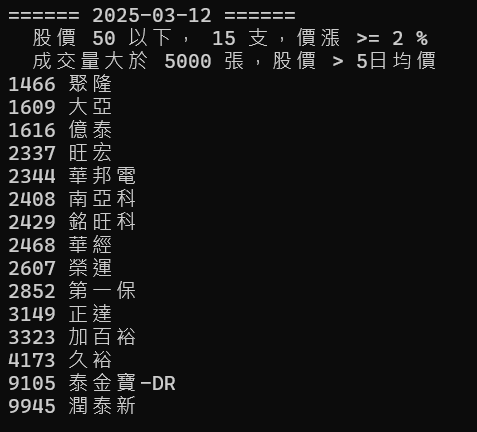 ====== 2025-03-12 ======
股價 50 以下， 15 支，價漲 >= 2 %
成交量大於 5000 張，股價 > 5日均價
1466 聚隆
1609 大亞
1616 億泰
2337 旺宏
2344 華邦電
2408 南亞科
2429 銘旺科
2468 華經
2607 榮運
2852 第一保
3149 正達
3323 加百裕
4173 久裕
9105 泰金寶-DR
9945 潤泰新